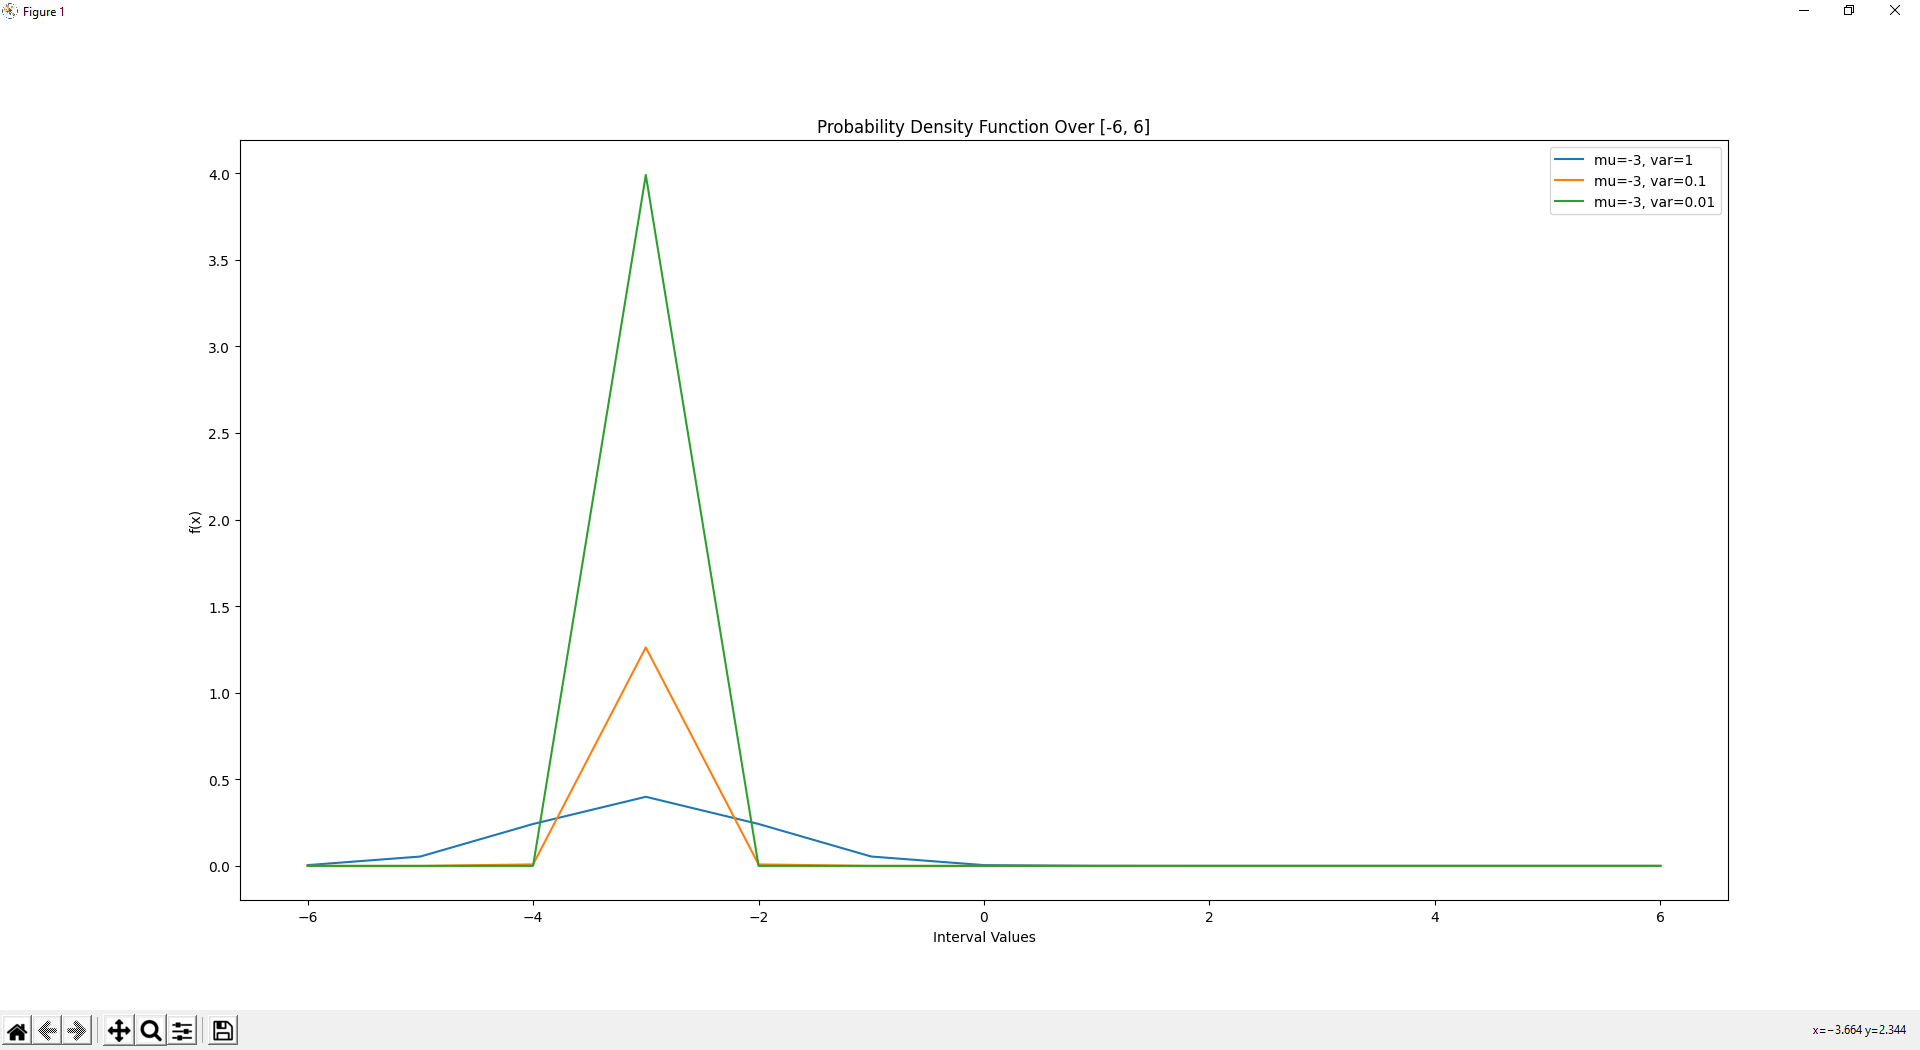 Figure 1
Probability Density Function Over [-6, 6]
mu=-3, var=1
mu=-3, var=0.1
mu=-3, var=0.01
4.0
3.5
3.0
2.5
2.0
1.5
1.0
0.5
0.0
f(x)
−6 −4 −2 0 2 4 6
Interval Values
x=−3.664 y=2.344